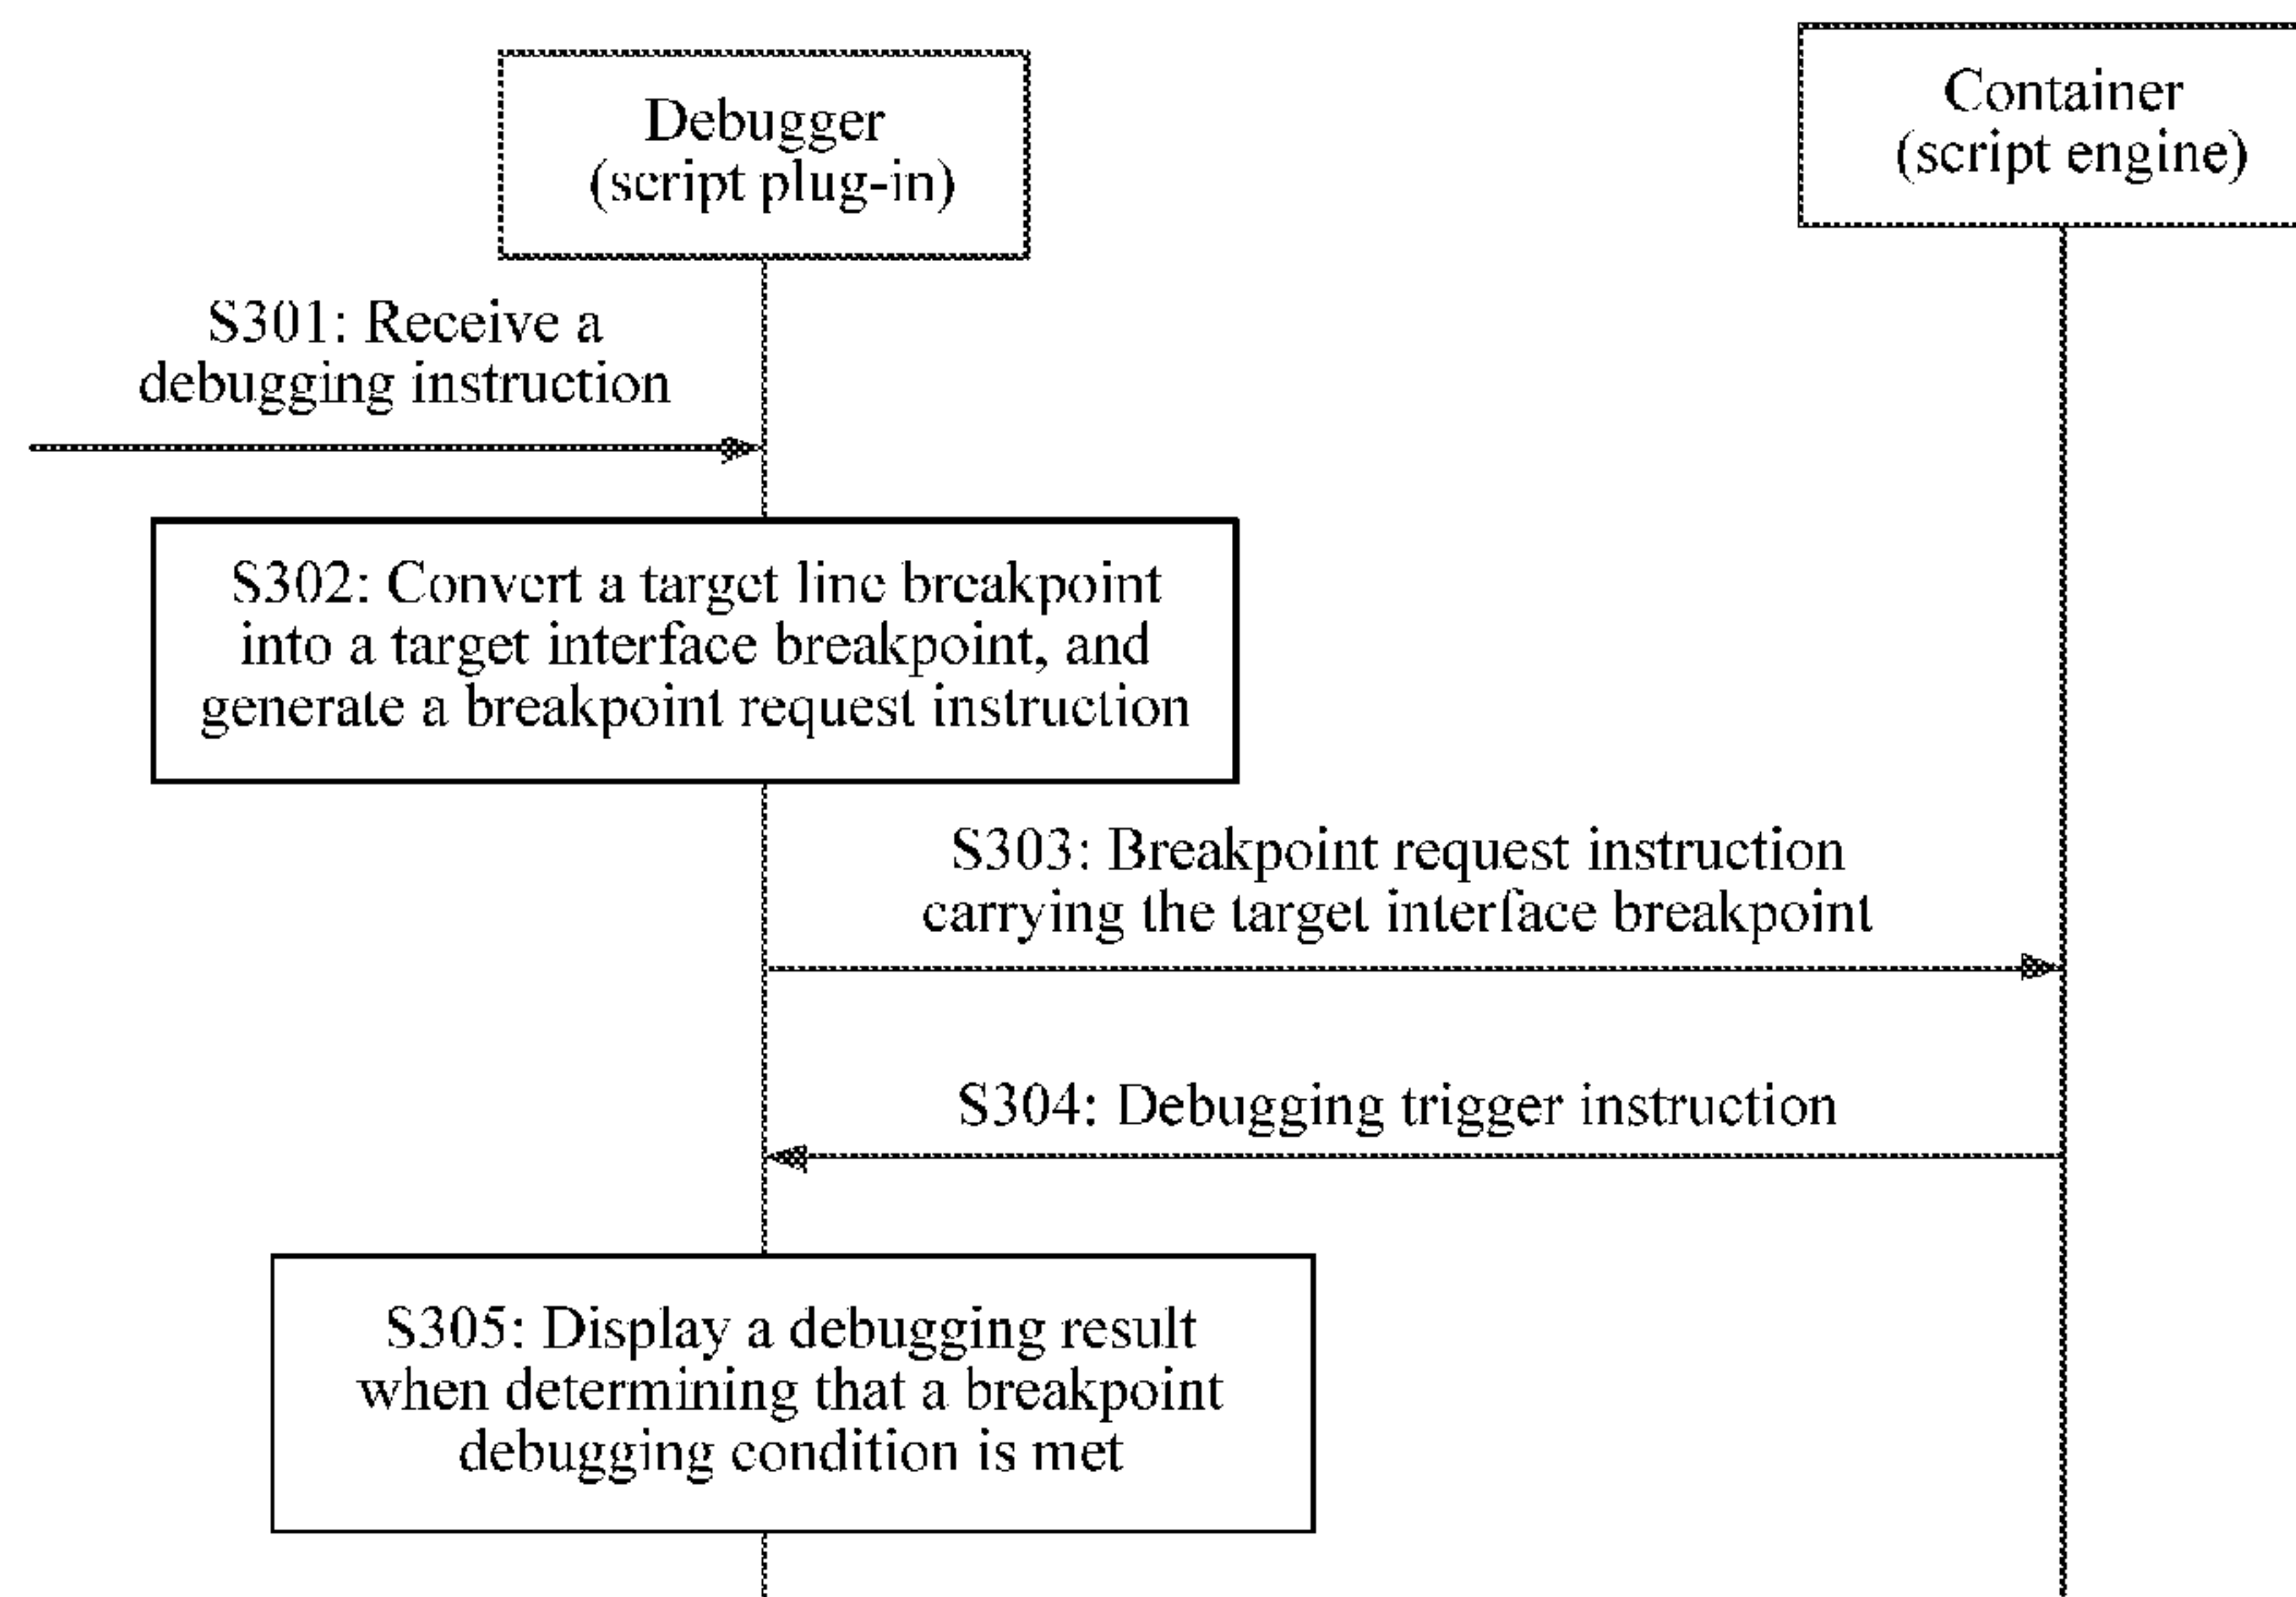 Debugger
(script plug-in)
Container
(script engine)
S301: Receive a
debugging instruction
S302: Convert a target line breakpoint
into a target interface breakpoint, and
generate a breakpoint request instruction
S303: Breakpoint request instruction
carrying the target interface breakpoint
S304: Debugging trigger instruction
S305: Display a debugging result
when determining that a breakpoint
debugging condition is met